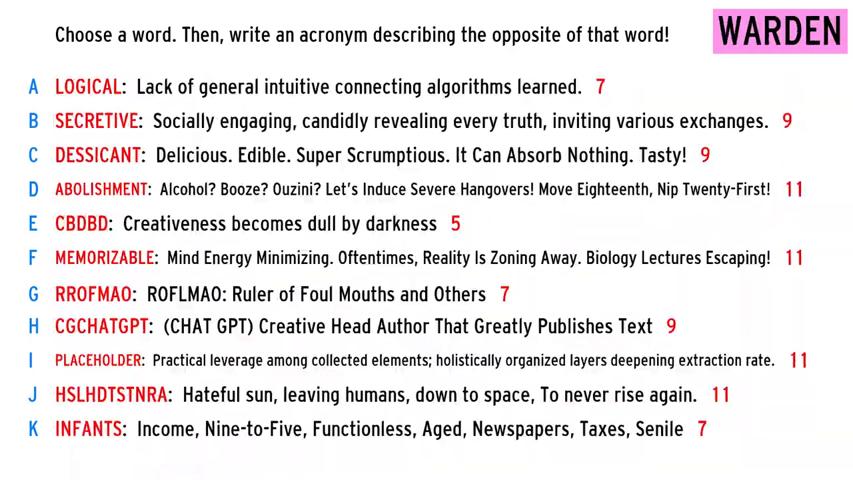 Choose a word. Then, write an acronym describing the opposite of that word!
WARDEN
A LOGICAL: Lack of general intuitive connecting algorithms learned. 7
B SECRETIVE: Socially engaging, candidly revealing every truth, inviting various exchanges. 9
C DESSICANT: Delicious. Edible. Super Scrumptious. It Can Absorb Nothing. Tasty! 9
D ABOLISHMENT: Alcohol? Booze? Ouzini? Let's Induce Severe Hangovers! Move Eighteenth, Nip Twenty-First! 11
E CBDBD: Creativeness becomes dull by darkness 5
F MEMORIZABLE: Mind Energy Minimizing. Oftentimes, Reality Is Zoning Away. Biology Lectures Escaping! 11
G RROFMAO: ROFLMAO: Ruler of Foul Mouths and Others 7
H CGCHATGPT: (CHAT GPT) Creative Head Author That Greatly Publishes Text 9
I PLACEHOLDER: Practical leverage among collected elements; holistically organized layers deepening extraction rate. 11
J HSLHDTSTNRA: Hateful sun, leaving humans, down to space, To never rise again. 11
K INFANTS: Income, Nine-to-Five, Functionless, Aged, Newspapers, Taxes, Senile 7